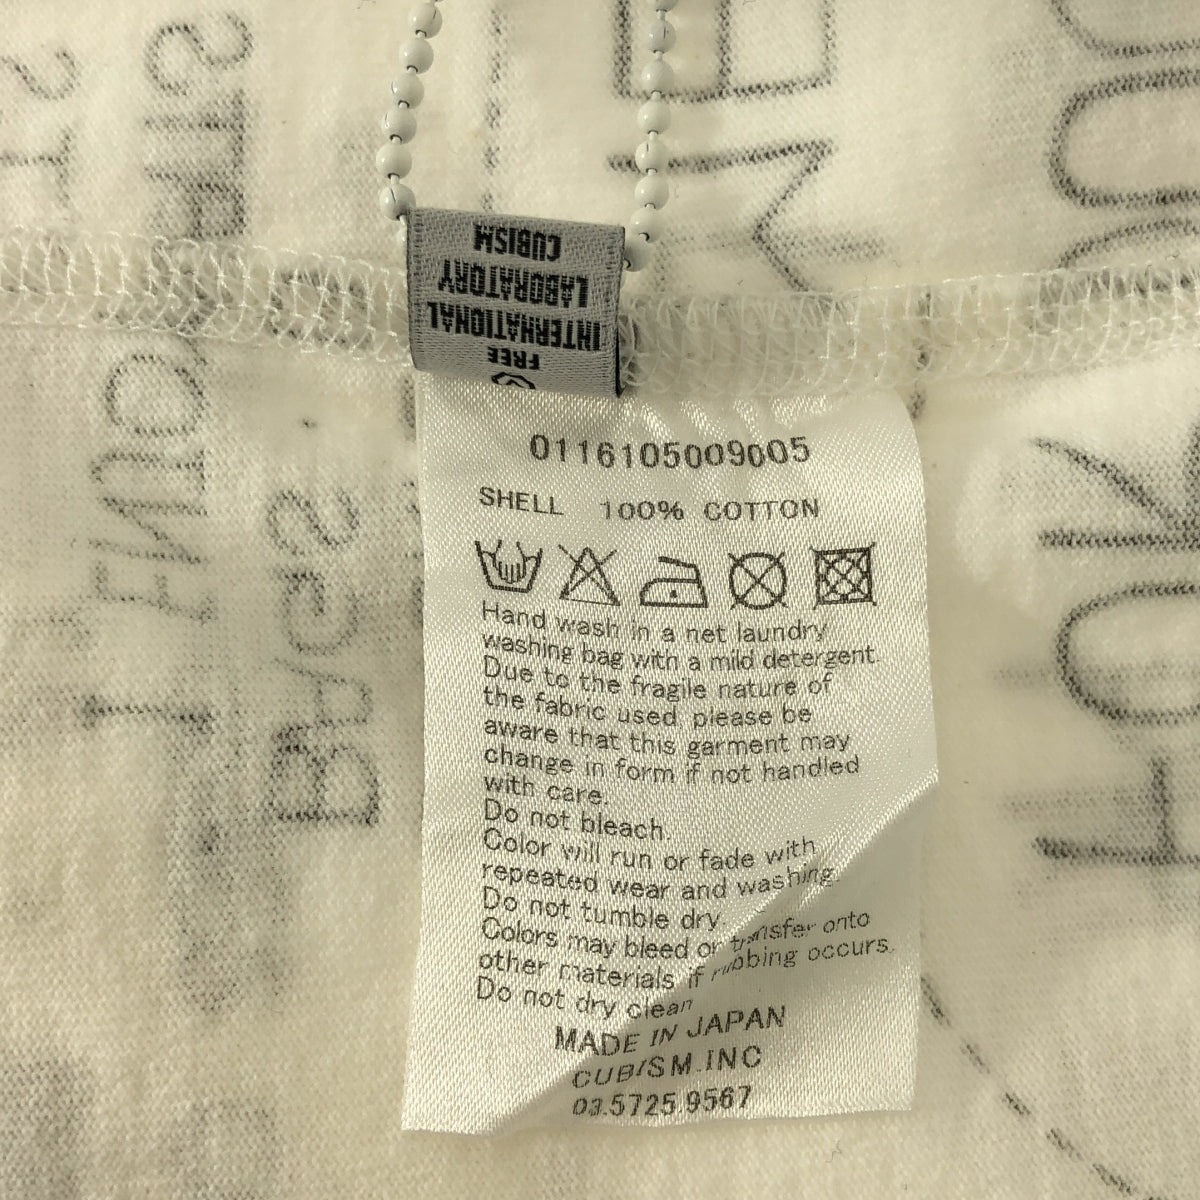 CUBISM
LABORATORY
INTERNATIONAL
FREE
0116105009005
SHELL 100% COTTON
Hand wash in a net laundry
washing bag with a mild detergent.
Due to the fragile nature of
the fabric used please be
aware that this garment may
change in form if not handled
with care.
Do not bleach.
Color will run or fade with
repeated wear and washing.
Do not tumble dry.
Colors may bleed or transfer onto
other materials if rubbing occurs.
Do not dry clean
MADE IN JAPAN
CUBISM.INC
03.5725.9567